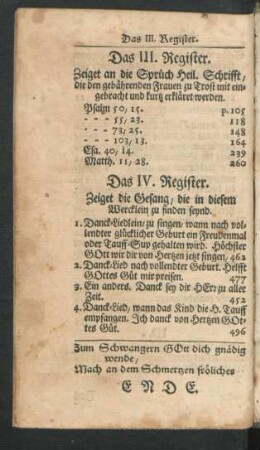 Das III. Register.
Das III. Register.
Zeiget an die Sprüch Heil. Schrifft,
die den gebährenden Frauen zu Trost mit ein-
gebracht und kurtz erkläret werden.
Psalm 50, 15. p. 105
- - - 55, 23. 118
- - - 73, 25. 148
- - - 103, 13. 164
Esa. 40, 14. 239
Matth. 11, 28. 260
Das IV. Register.
Zeiget die Gesäng, die in diesem
Wercklein zu finden seynd.
1. Danck-Liedlein, zu singen, wann nach vol-
lendter glücklicher Geburt ein Freudenmal
oder Tauff-Sup gehalten wird. Höchster
GOtt wir dir von Hertzen jetzt singen, 462
2. Danck-Lied nach vollendter Geburt. Helfft
GOttes Güt mir preisen. 477
3. Ein anders. Danck sey dir HErr zu aller
Zeit. 452
4. Danck-Lied, wann das Kind die H. Tauff
empfangen. Ich danck von Hertzen GOt-
tes Güt. 496
Zum Schwangern GOtt dich gnädig
wende,
Mach an dem Schmertzen fröliches
E N D E.